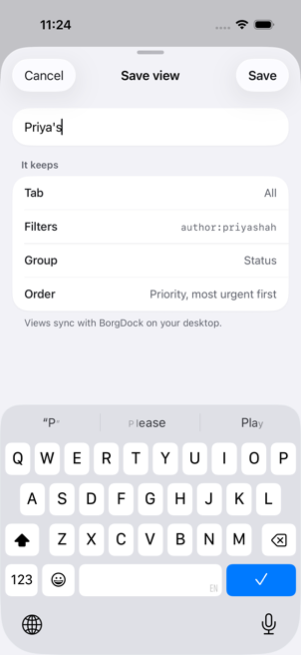 11:24
Cancel Save view Save
Priya's
It keeps
Tab All
Filters author:priyashah
Group Status
Order Priority, most urgent first
Views sync with BorgDock on your desktop.
“P” Please Play
Q W E R T Y U I O P
A S D F G H J K L
Z X C V B N M
123 EN